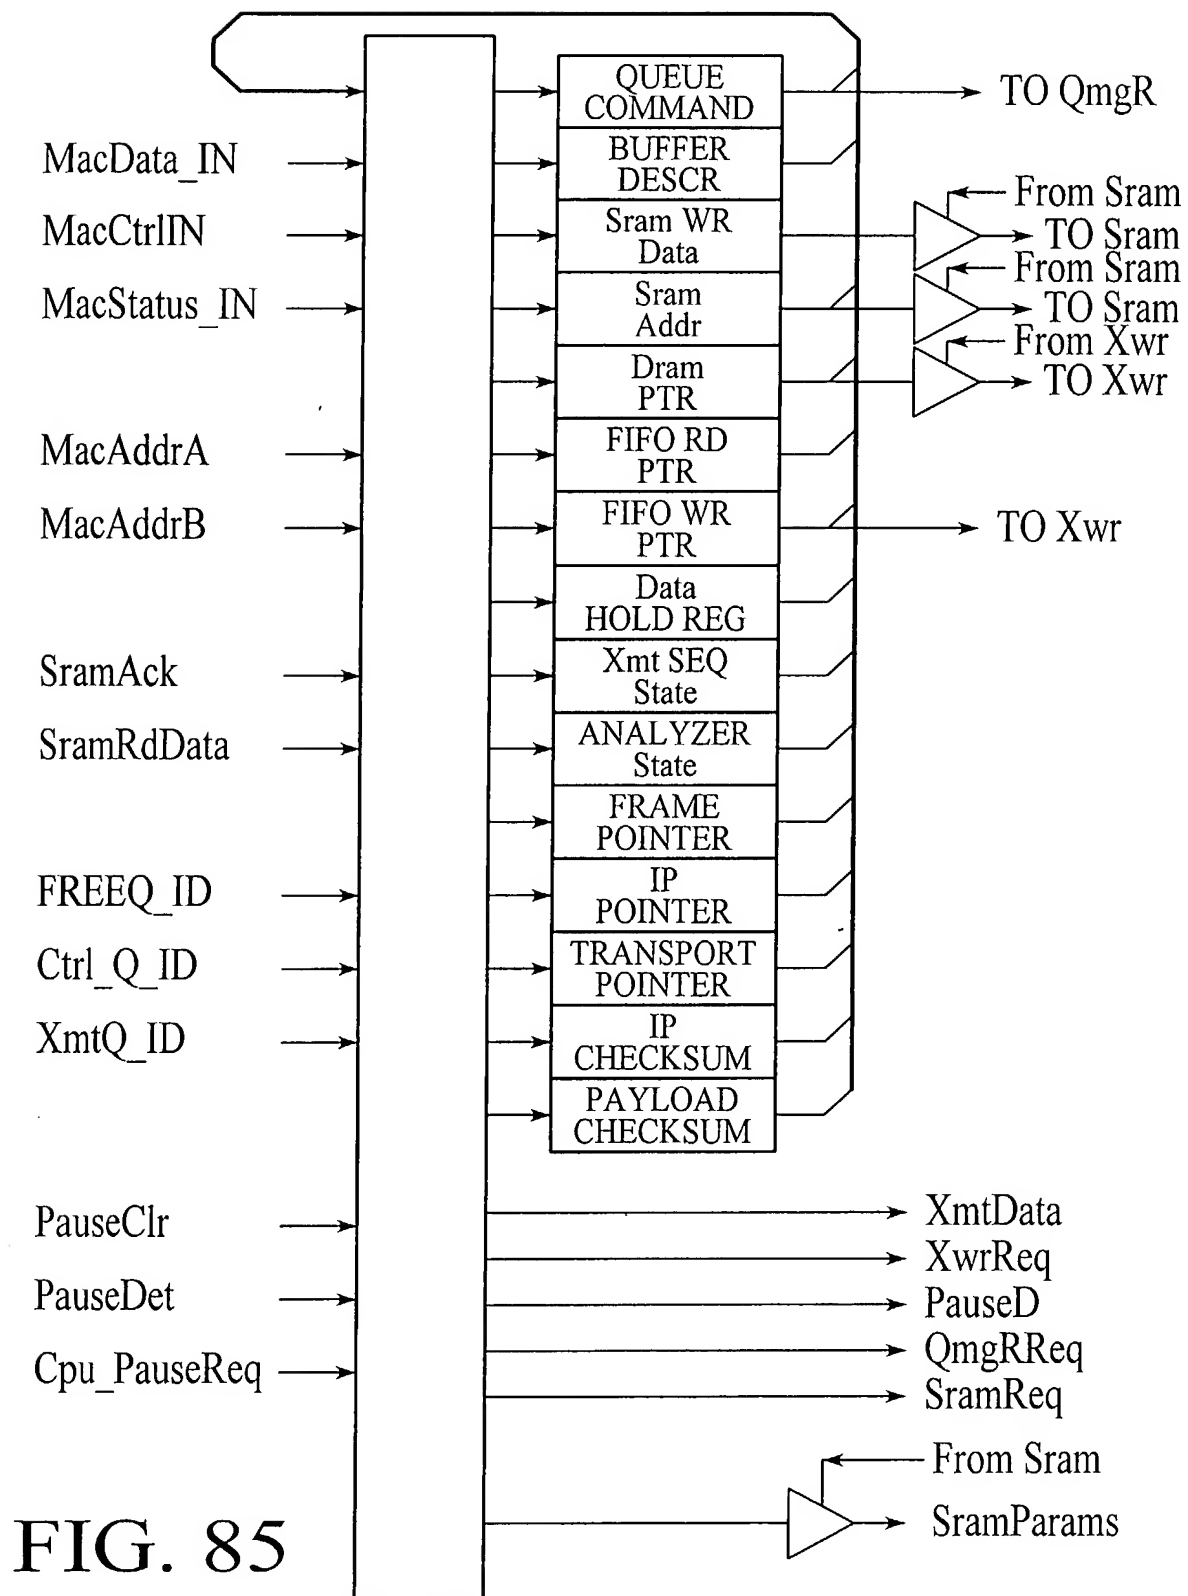 QUEUE
COMMAND
TO QmgR
MacData_IN
BUFFER
DESCR
From Sram
MacCtrlIN
Sram WR
Data
TO Sram
From Sram
MacStatus_IN
Sram
Addr
TO Sram
From Xwr
Dram
PTR
TO Xwr
MacAddrA
FIFO RD
PTR
MacAddrB
FIFO WR
PTR
TO Xwr
Data
HOLD REG
SramAck
Xmt SEQ
State
SramRdData
ANALYZER
State
FRAME
POINTER
FREEQ_ID
IP
POINTER
Ctrl_Q_ID
TRANSPORT
POINTER
XmtQ_ID
IP
CHECKSUM
PAYLOAD
CHECKSUM
PauseClr
XmtData
XwrReq
PauseDet
PauseD
QmgRReq
Cpu_PauseReq
SramReq
From Sram
SramParams
FIG. 85